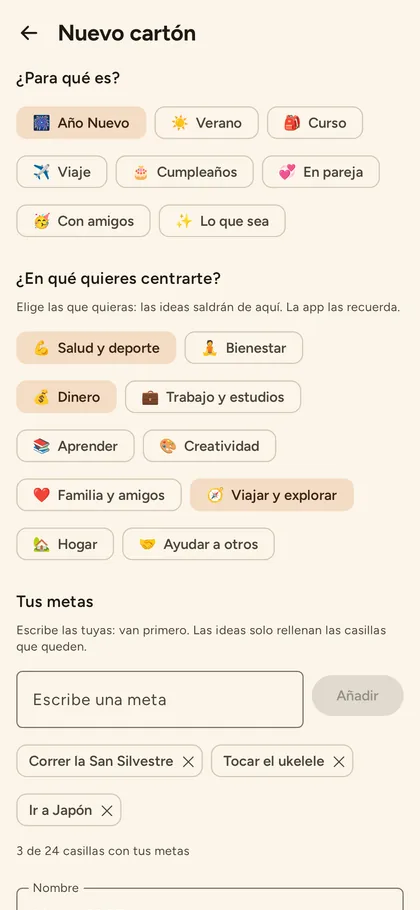 Nuevo cartón
¿Para qué es?
Año Nuevo
Verano
Curso
Viaje
Cumpleaños
En pareja
Con amigos
Lo que sea
¿En qué quieres centrarte?
Elige las que quieras: las ideas saldrán de aquí. La app las recuerda.
Salud y deporte
Bienestar
Dinero
Trabajo y estudios
Aprender
Creatividad
Familia y amigos
Viajar y explorar
Hogar
Ayudar a otros
Tus metas
Escribe las tuyas: van primero. Las ideas solo rellenan las casillas
que queden.
Escribe una meta
Añadir
Correr la San Silvestre
Tocar el ukelele
Ir a Japón
3 de 24 casillas con tus metas
Nombre